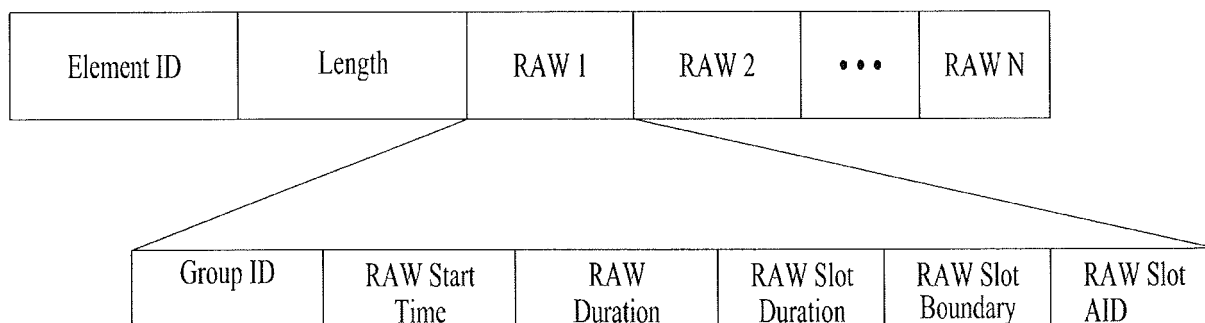 Element ID Length RAW 1 RAW 2 ••• RAW N
Group ID RAW Start Time RAW Duration RAW Slot Duration RAW Slot Boundary RAW Slot AID